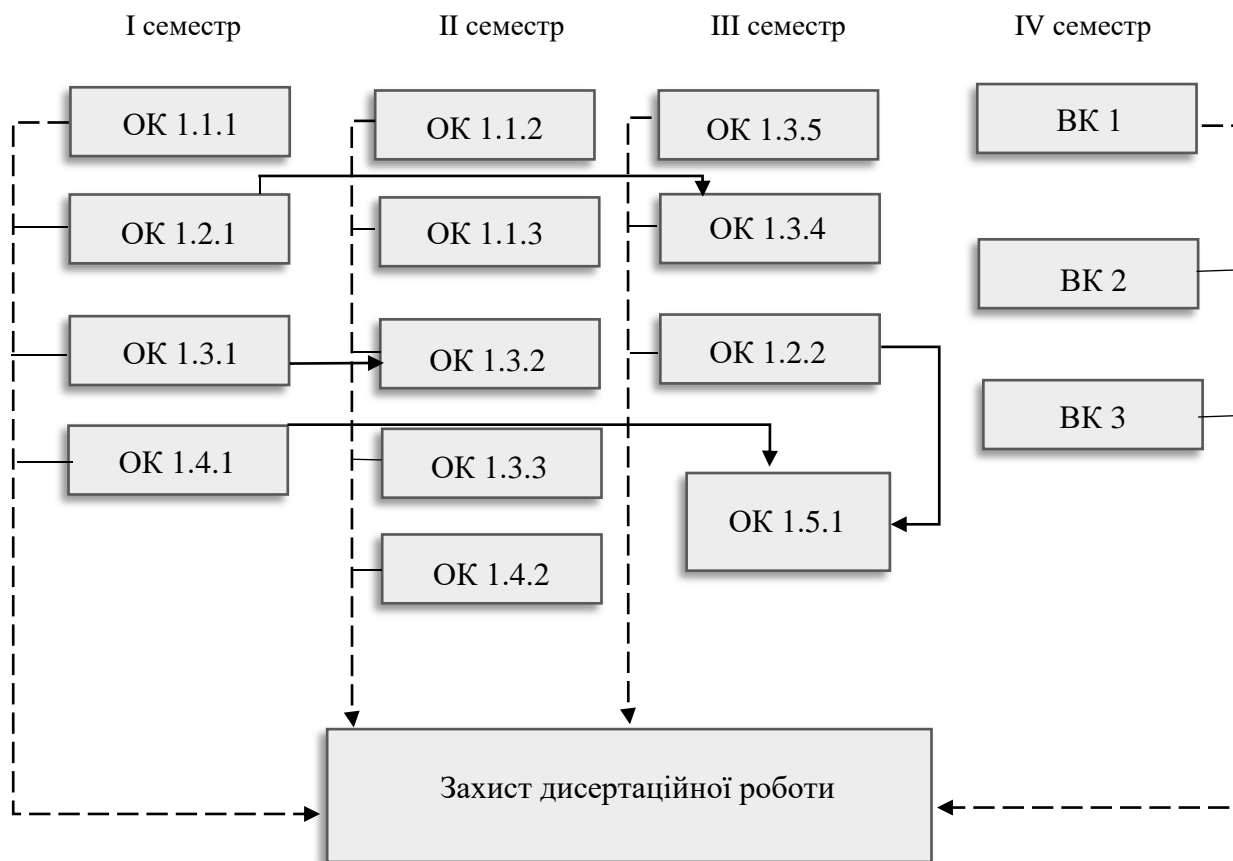 I семестр
II семестр
III семестр
IV семестр
ОК 1.1.1
ОК 1.1.2
ОК 1.3.5
ВК 1
ОК 1.2.1
ОК 1.1.3
ОК 1.3.4
ВК 2
ОК 1.3.1
ОК 1.3.2
ОК 1.2.2
ВК 3
ОК 1.4.1
ОК 1.3.3
ОК 1.5.1
ОК 1.4.2
Захист дисертаційної роботи